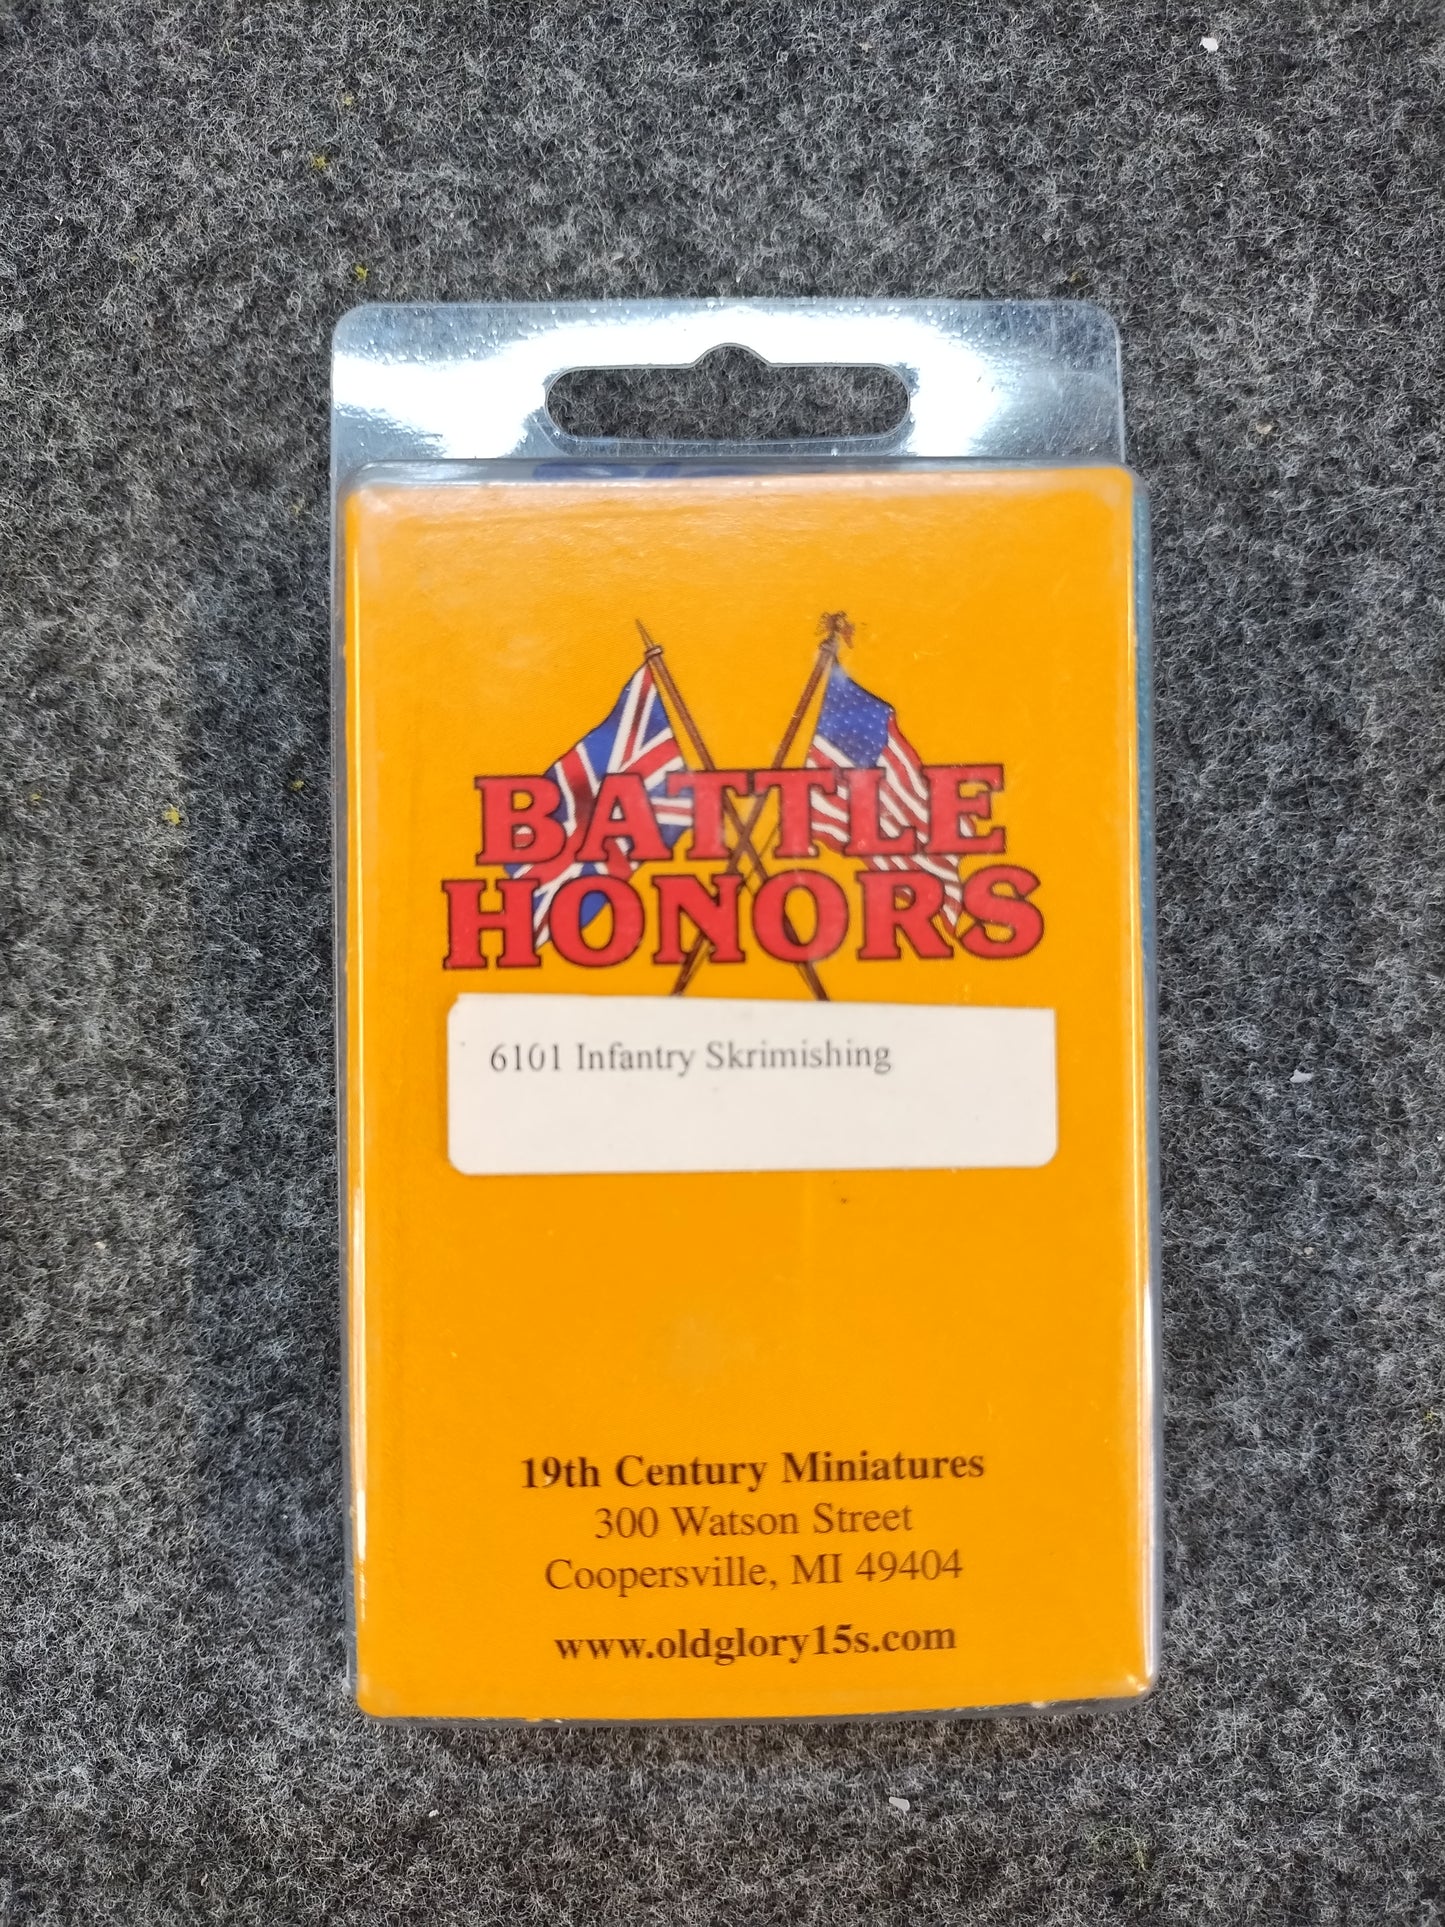 BATTLE
HONORS
6101 Infantry Skrimishing
19th Century Miniatures
300 Watson Street
Coopersville, MI 49404
www.oldglory15s.com